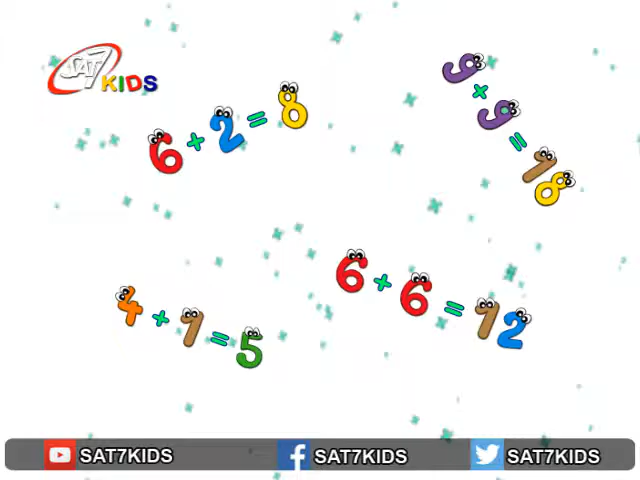 SAT7
KIDS
6 + 2 = 8
9 + 9 = 18
4 + 1 = 5
6 + 6 = 12
SAT7KIDS SAT7KIDS SAT7KIDS